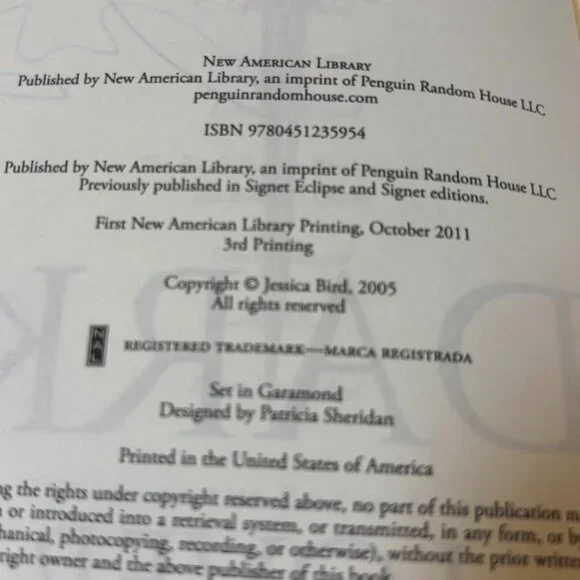 New American Library
Published by New American Library, an imprint of Penguin Random House LLC
penguinrandomhouse.com
ISBN 9780451235954
Published by New American Library, an imprint of Penguin Random House LLC
Previously published in Signet Eclipse and Signet editions.
First New American Library Printing, October 2011
3rd Printing
Copyright © Jessica Bird, 2005
All rights reserved
NAL
REGISTERED TRADEMARK—MARCA REGISTRADA
Set in Garamond
Designed by Patricia Sheridan
Printed in the United States of America
the rights under copyright reserved above, no part of this publication
or introduced into a retrieval system, or transmitted, in any form, or
photocopying, recording, or otherwise), without the prior
owner and the above publisher of this book.
DARK